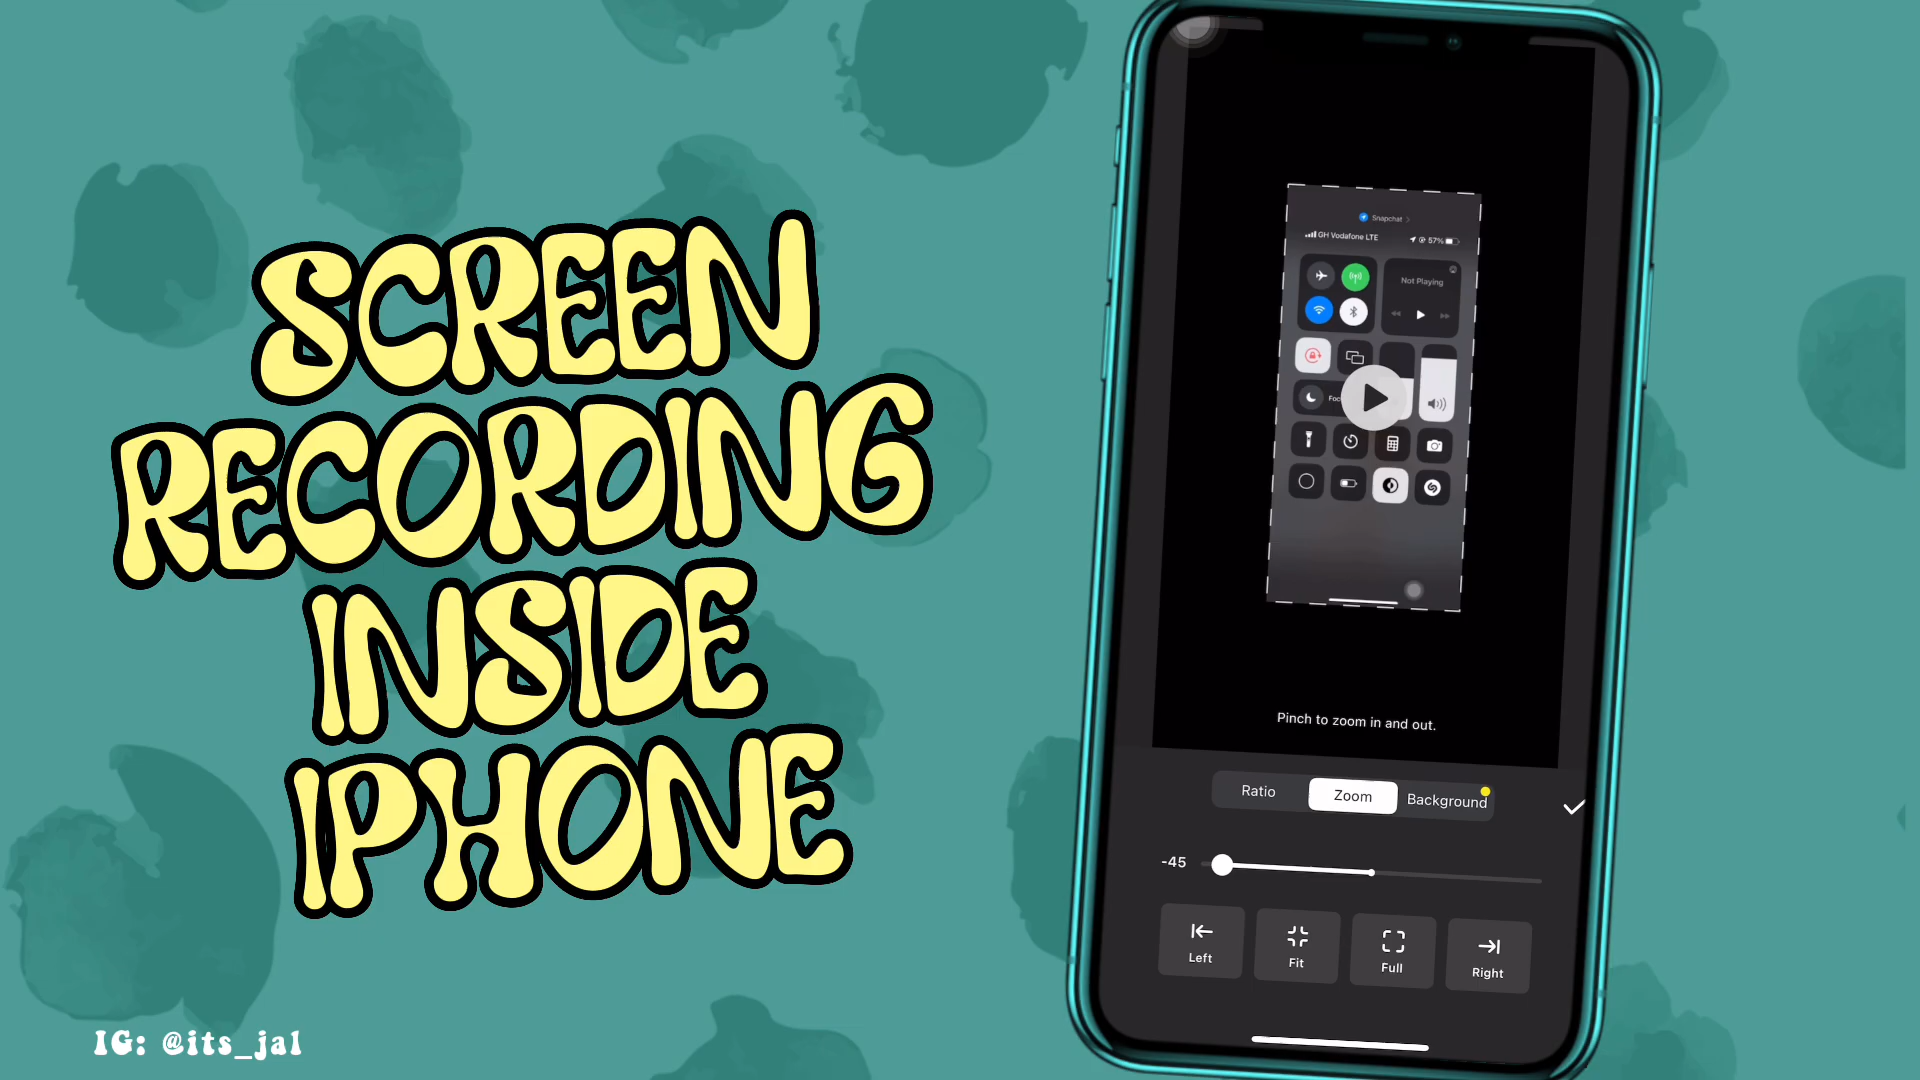 SCREEN
RECORDING
INSIDE
IPHONE
IG: @its_jal
Snapchat
GH Vodafone LTE
57%
Not Playing
Pinch to zoom in and out.
Ratio
Zoom
Background
-45
Left
Fit
Full
Right